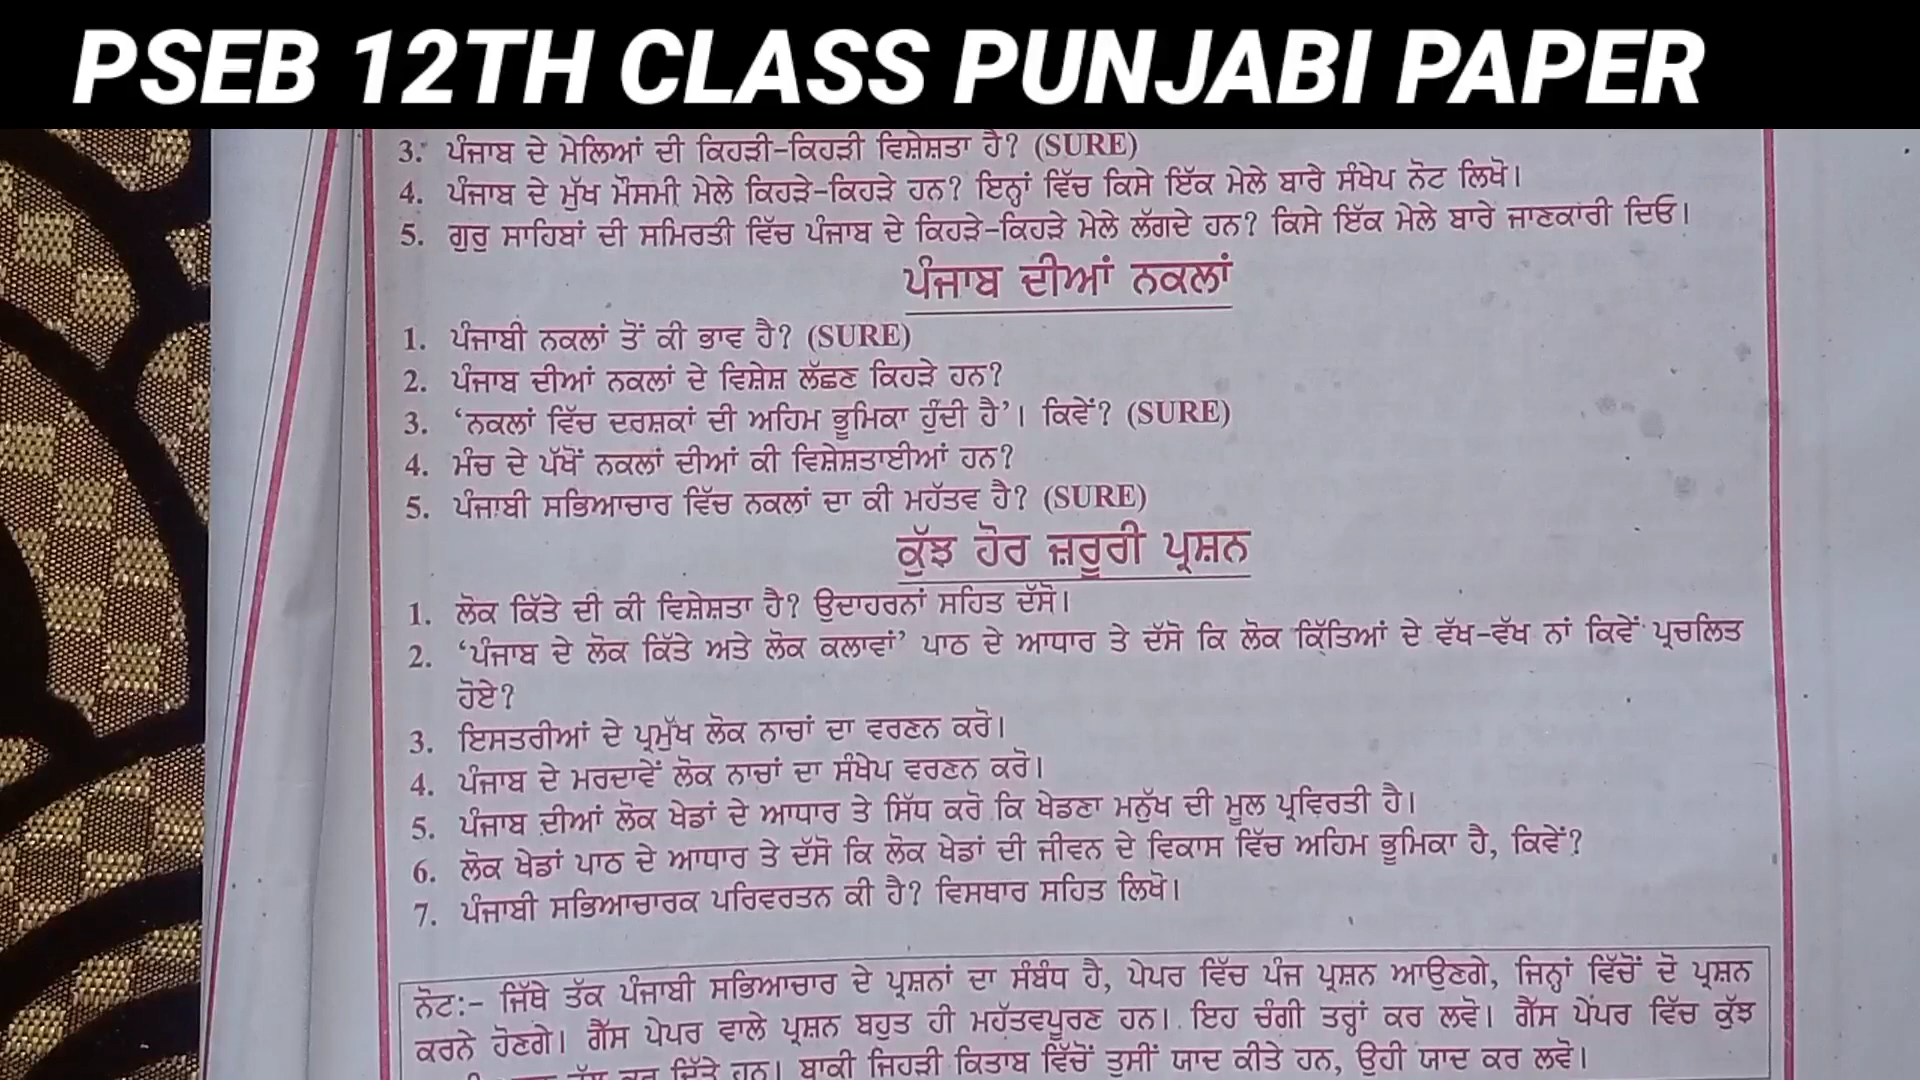 PSEB 12TH CLASS PUNJABI PAPER
3. ਪੰਜਾਬ ਦੇ ਮੇਲਿਆਂ ਦੀ ਕਿਹੜੀ-ਕਿਹੜੀ ਵਿਸ਼ੇਸ਼ਤਾ ਹੈ? (SURE)
4. ਪੰਜਾਬ ਦੇ ਮੁੱਖ ਮੌਸਮੀ ਮੇਲੇ ਕਿਹੜੇ-ਕਿਹੜੇ ਹਨ? ਇਨ੍ਹਾਂ ਵਿੱਚ ਕਿਸੇ ਇੱਕ ਮੇਲੇ ਬਾਰੇ ਸੰਖੇਪ ਨੋਟ ਲਿਖੋ।
5. ਗੁਰੂ ਸਾਹਿਬਾਂ ਦੀ ਸਮਿਰਤੀ ਵਿੱਚ ਪੰਜਾਬ ਦੇ ਕਿਹੜੇ-ਕਿਹੜੇ ਮੇਲੇ ਲੱਗਦੇ ਹਨ? ਕਿਸੇ ਇੱਕ ਮੇਲੇ ਬਾਰੇ ਜਾਣਕਾਰੀ ਦਿਓ।
ਪੰਜਾਬ ਦੀਆਂ ਨਕਲਾਂ
1. ਪੰਜਾਬੀ ਨਕਲਾਂ ਤੋਂ ਕੀ ਭਾਵ ਹੈ? (SURE)
2. ਪੰਜਾਬ ਦੀਆਂ ਨਕਲਾਂ ਦੇ ਵਿਸ਼ੇਸ਼ ਲੱਛਣ ਕਿਹੜੇ ਹਨ?
3. ‘ਨਕਲਾਂ ਵਿੱਚ ਦਰਸ਼ਕਾਂ ਦੀ ਅਹਿਮ ਭੂਮਿਕਾ ਹੁੰਦੀ ਹੈ’। ਕਿਵੇਂ? (SURE)
4. ਮੰਚ ਦੇ ਪੱਖੋਂ ਨਕਲਾਂ ਦੀਆਂ ਕੀ ਵਿਸ਼ੇਸ਼ਤਾਈਆਂ ਹਨ?
5. ਪੰਜਾਬੀ ਸਭਿਆਚਾਰ ਵਿੱਚ ਨਕਲਾਂ ਦਾ ਕੀ ਮਹੱਤਵ ਹੈ? (SURE)
ਕੁੱਝ ਹੋਰ ਜ਼ਰੂਰੀ ਪ੍ਰਸ਼ਨ
1. ਲੋਕ ਕਿੱਤੇ ਦੀ ਕੀ ਵਿਸ਼ੇਸ਼ਤਾ ਹੈ? ਉਦਾਹਰਨਾਂ ਸਹਿਤ ਦੱਸੋ।
2. ‘ਪੰਜਾਬ ਦੇ ਲੋਕ ਕਿੱਤੇ ਅਤੇ ਲੋਕ ਕਲਾਵਾਂ’ ਪਾਠ ਦੇ ਆਧਾਰ ਤੇ ਦੱਸੋ ਕਿ ਲੋਕ ਕਿੱਤਿਆਂ ਦੇ ਵੱਖ-ਵੱਖ ਨਾਂ ਕਿਵੇਂ ਪ੍ਰਚਲਿਤ
ਹੋਏ?
3. ਇਸਤਰੀਆਂ ਦੇ ਪ੍ਰਮੁੱਖ ਲੋਕ ਨਾਚਾਂ ਦਾ ਵਰਣਨ ਕਰੋ।
4. ਪੰਜਾਬ ਦੇ ਮਰਦਾਵੇਂ ਲੋਕ ਨਾਚਾਂ ਦਾ ਸੰਖੇਪ ਵਰਣਨ ਕਰੋ।
5. ਪੰਜਾਬ ਦੀਆਂ ਲੋਕ ਖੇਡਾਂ ਦੇ ਆਧਾਰ ਤੇ ਸਿੱਧ ਕਰੋ ਕਿ ਖੇਡਣਾ ਮਨੁੱਖ ਦੀ ਮੂਲ ਪ੍ਰਵਿਰਤੀ ਹੈ।
6. ਲੋਕ ਖੇਡਾਂ ਪਾਠ ਦੇ ਆਧਾਰ ਤੇ ਦੱਸੋ ਕਿ ਲੋਕ ਖੇਡਾਂ ਦੀ ਜੀਵਨ ਦੇ ਵਿਕਾਸ ਵਿੱਚ ਅਹਿਮ ਭੂਮਿਕਾ ਹੈ, ਕਿਵੇਂ?
7. ਪੰਜਾਬੀ ਸਭਿਆਚਾਰਕ ਪਰਿਵਰਤਨ ਕੀ ਹੈ? ਵਿਸਥਾਰ ਸਹਿਤ ਲਿਖੋ।
ਨੋਟ:- ਜਿੱਥੇ ਤੱਕ ਪੰਜਾਬੀ ਸਭਿਆਚਾਰ ਦੇ ਪ੍ਰਸ਼ਨਾਂ ਦਾ ਸੰਬੰਧ ਹੈ, ਪੇਪਰ ਵਿੱਚ ਪੰਜ ਪ੍ਰਸ਼ਨ ਆਉਣਗੇ, ਜਿਨ੍ਹਾਂ ਵਿੱਚੋਂ ਦੋ ਪ੍ਰਸ਼ਨ
ਕਰਨੇ ਹੋਣਗੇ। ਗੈੱਸ ਪੇਪਰ ਵਾਲੇ ਪ੍ਰਸ਼ਨ ਬਹੁਤ ਹੀ ਮਹੱਤਵਪੂਰਣ ਹਨ। ਇਹ ਚੰਗੀ ਤਰ੍ਹਾਂ ਕਰ ਲਵੋ। ਗੈੱਸ ਪੇਪਰ ਵਿੱਚ ਕੁੱਝ
ਕਰ ਦਿੱਤੇ ਹਨ। ਬਾਕੀ ਜਿਹੜੀ ਕਿਤਾਬ ਵਿੱਚੋਂ ਤੁਸੀਂ ਯਾਦ ਕੀਤੇ ਹਨ, ਉਹੀ ਯਾਦ ਕਰ ਲਵੋ।